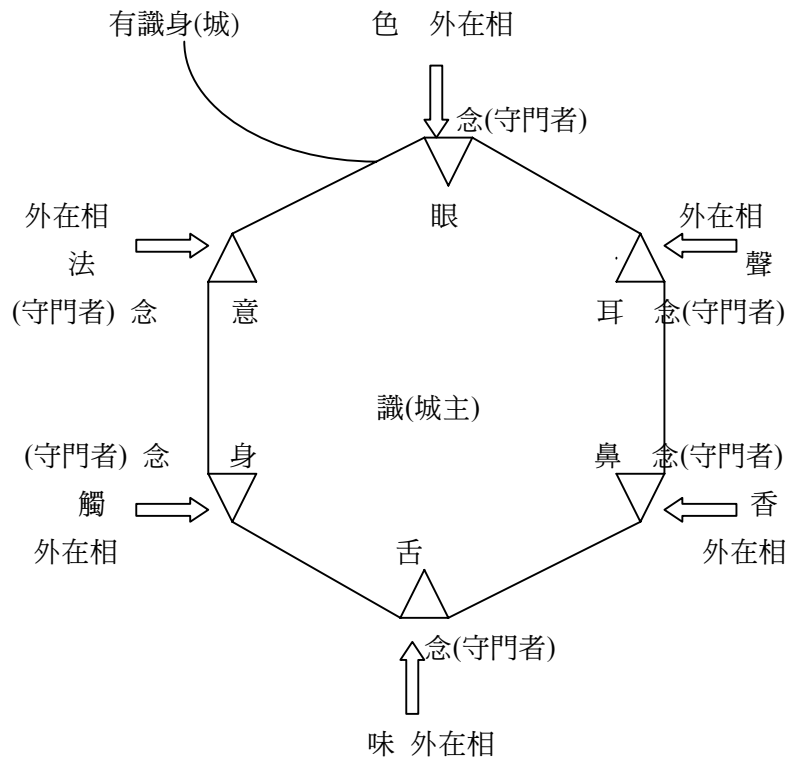 有識身(城)
色 外在相
念(守門者)
眼
外在相
法
(守門者) 念
意
外在相
聲
耳
念(守門者)
識(城主)
(守門者) 念
身
觸
外在相
鼻
念(守門者)
香
外在相
舌
念(守門者)
味 外在相